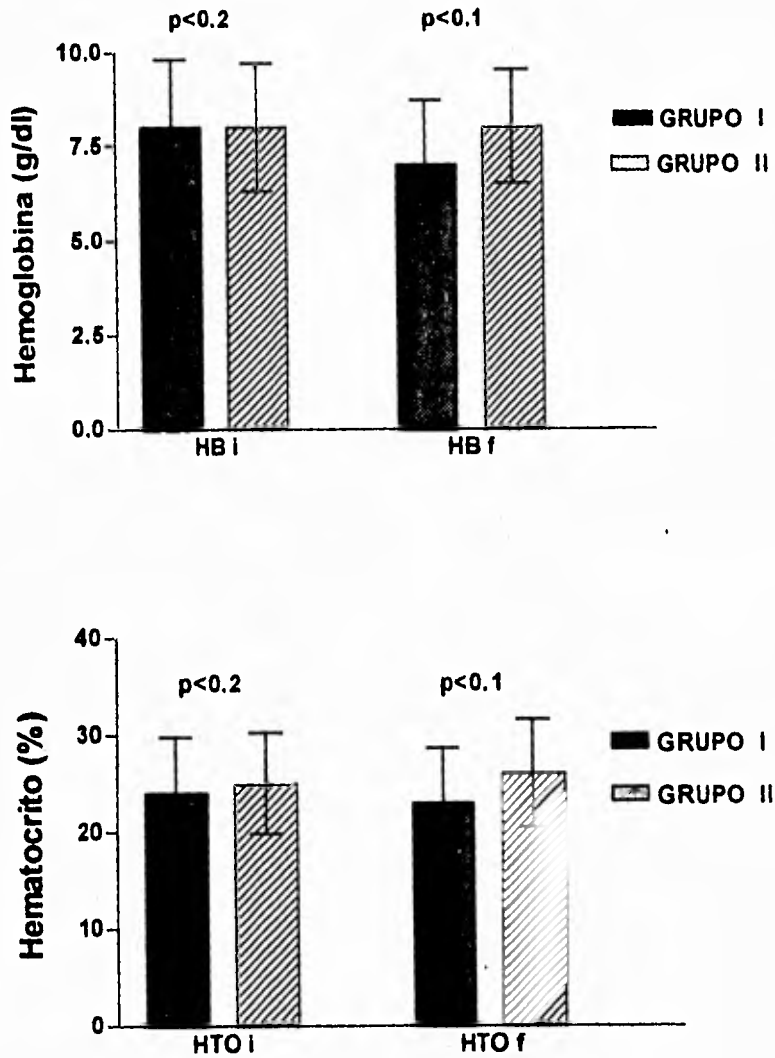 p<0.2
p<0.1
10.0
7.5
5.0
2.5
0.0
Hemoglobina (g/dl)
HB i
HB f
GRUPO I
GRUPO II
40
30
20
10
0
Hematocrito (%)
p<0.2
p<0.1
HTO i
HTO f
GRUPO I
GRUPO II